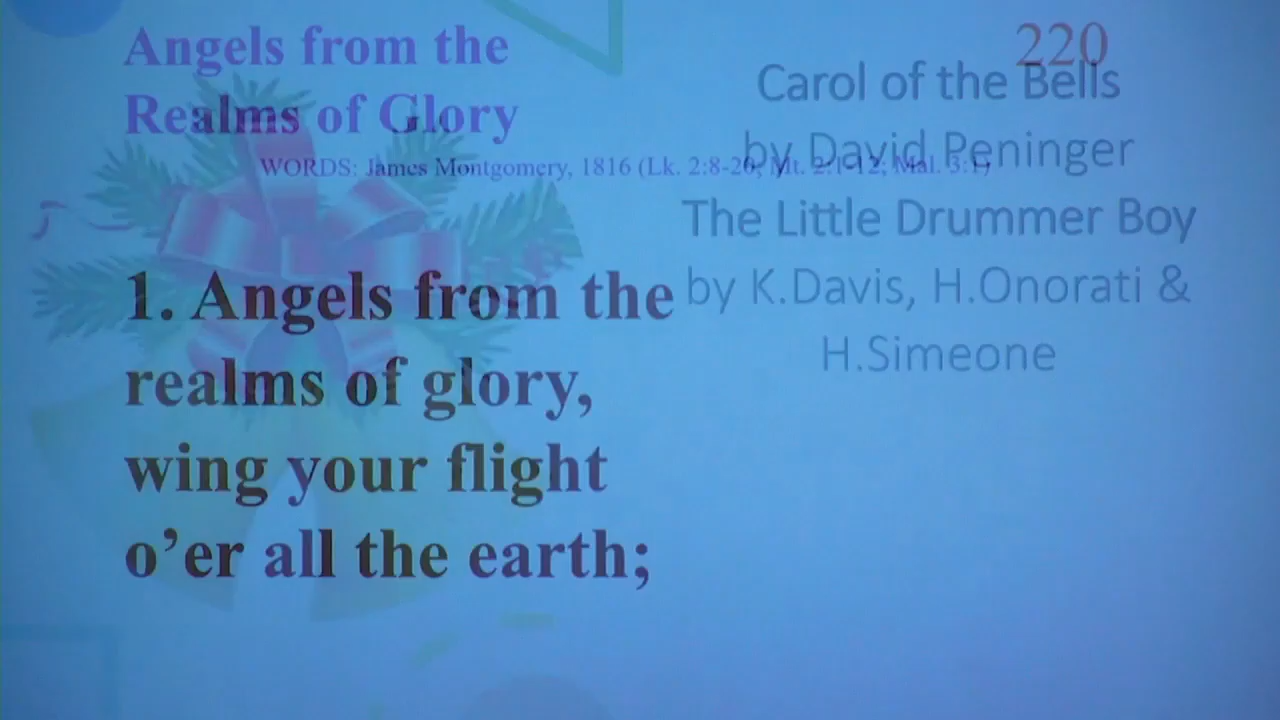 Angels from the
Realms of Glory
220
WORDS: James Montgomery, 1816 (Lk. 2:8-20; Mt. 2:1-12; Mal. 3:1)
1. Angels from the
realms of glory,
wing your flight
o’er all the earth;
Carol of the Bells
by David Peninger
The Little Drummer Boy
by K.Davis, H.Onorati &
H.Simeone